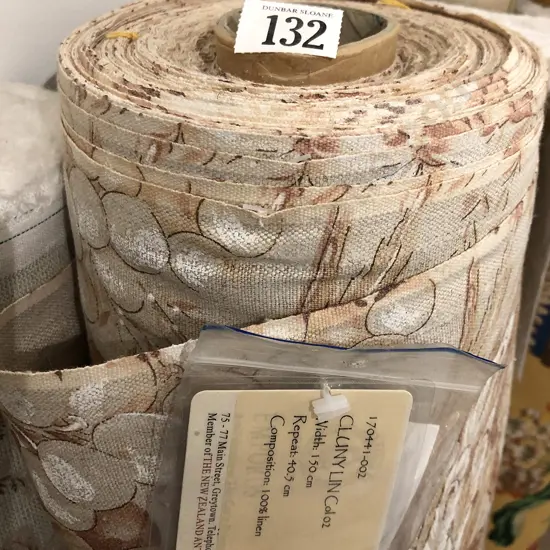 DUNBAR SLOANE
132
170441-002
CLUNY LIN Col 02
Width: 150 cm
Repeat: 40.5 cm
Composition: 100% linen
75 - 77 Main Street, Greytown.
Member of THE NEW ZEALAND